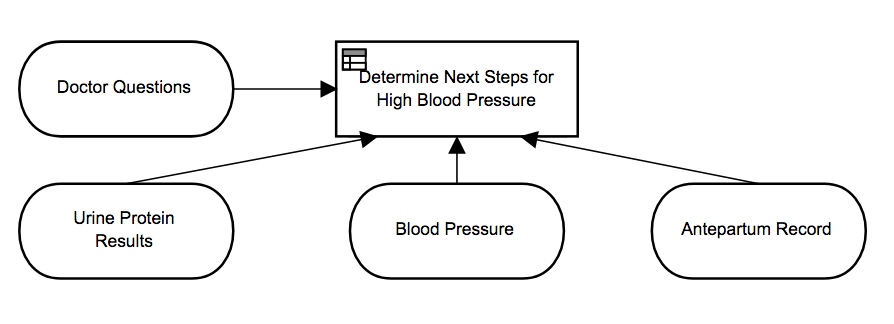 Doctor Questions
Determine Next Steps for
High Blood Pressure
Urine Protein
Results
Blood Pressure
Antepartum Record